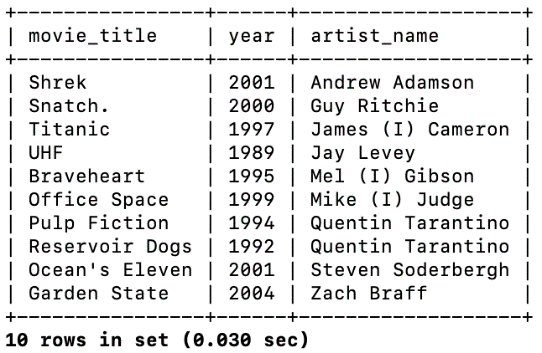 +----------------+------+--------------------+
| movie_title    | year | artist_name        |
+----------------+------+--------------------+
| Shrek          | 2001 | Andrew Adamson     |
| Snatch.        | 2000 | Guy Ritchie        |
| Titanic        | 1997 | James (I) Cameron  |
| UHF            | 1989 | Jay Levey          |
| Braveheart     | 1995 | Mel (I) Gibson     |
| Office Space   | 1999 | Mike (I) Judge     |
| Pulp Fiction   | 1994 | Quentin Tarantino  |
| Reservoir Dogs | 1992 | Quentin Tarantino  |
| Ocean's Eleven | 2001 | Steven Soderbergh  |
| Garden State   | 2004 | Zach Braff         |
+----------------+------+--------------------+
10 rows in set (0.030 sec)